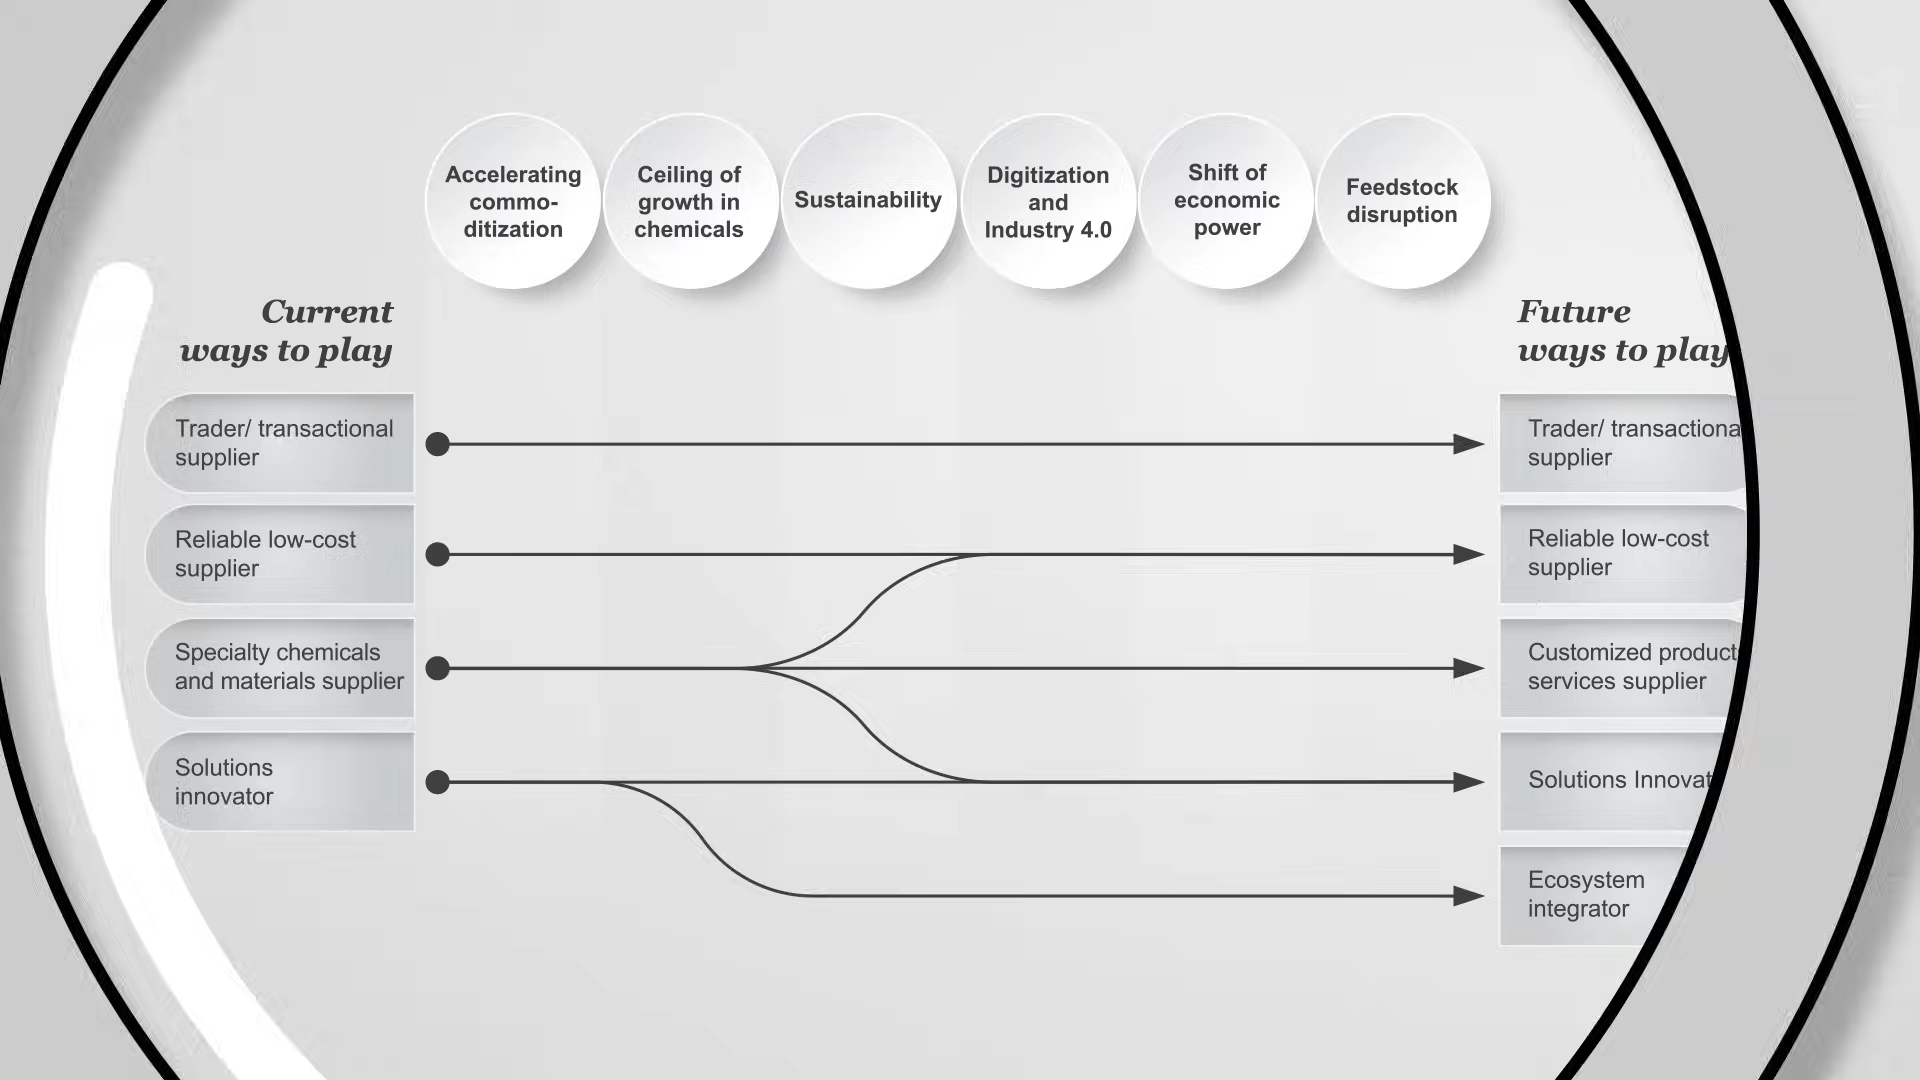 Accelerating
commo-
ditization
Ceiling of
growth in
chemicals
Sustainability
Digitization
and
Industry 4.0
Shift of
economic
power
Feedstock
disruption
Current
ways to play
Future
ways to play
Trader/ transactional
supplier
Reliable low-cost
supplier
Specialty chemicals
and materials supplier
Solutions
innovator
Trader/ transactiona
supplier
Reliable low-cost
supplier
Customized product
services supplier
Solutions Innovat
Ecosystem
integrator